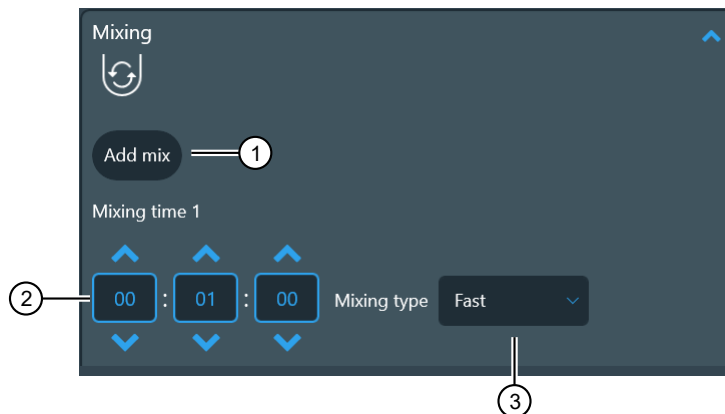 Mixing
Add mix
1
Mixing time 1
2
00 : 01 : 00 Mixing type Fast
3